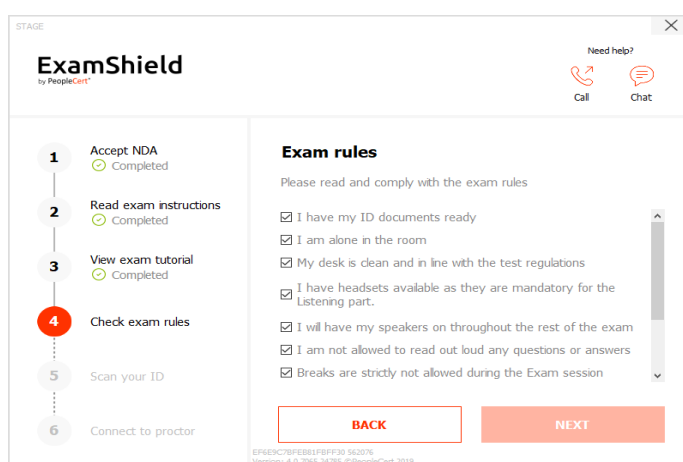 STAGE
Need help?
ExamShield
by PeopleCert
Call
Chat
1
Accept NDA
Completed
2
Read exam instructions
Completed
3
View exam tutorial
Completed
4
Check exam rules
5
Scan your ID
6
Connect to proctor
Exam rules
Please read and comply with the exam rules
I have my ID documents ready
I am alone in the room
My desk is clean and in line with the test regulations
I have headsets available as they are mandatory for the
Listening part.
I will have my speakers on throughout the rest of the exam
I am not allowed to read out loud any questions or answers
Breaks are strictly not allowed during the Exam session
BACK
NEXT
©PeopleCert 2019